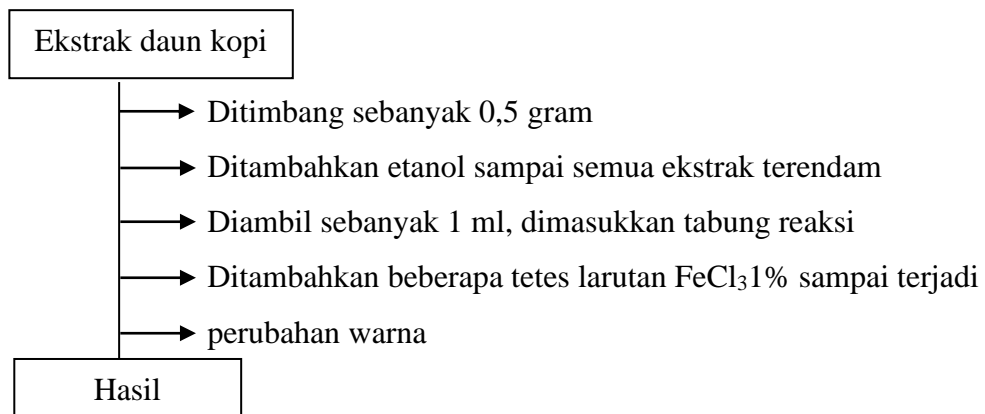 Ekstrak daun kopi
Ditimbang sebanyak 0,5 gram
Ditambahkan etanol sampai semua ekstrak terendam
Diambil sebanyak 1 ml, dimasukkan tabung reaksi
Ditambahkan beberapa tetes larutan FeCl₃1% sampai terjadi
perubahan warna
Hasil